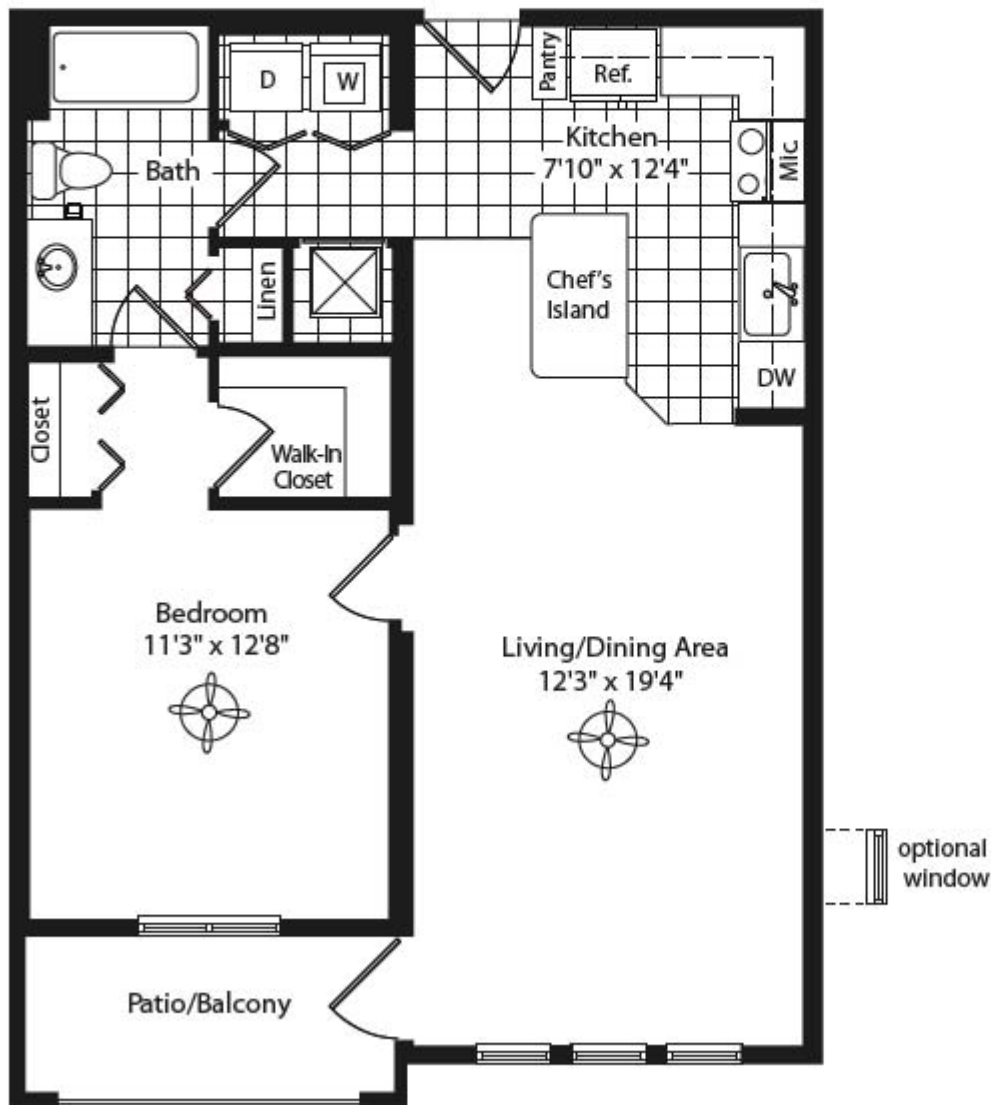 D
W
Pantry
Ref.
Kitchen
7'10" x 12'4"
Mic.
Bath
Linen
Chef's
Island
DW
Closet
Walk-In
Closet
Bedroom
11'3" x 12'8"
Living/Dining Area
12'3" x 19'4"
optional
window
Patio/Balcony